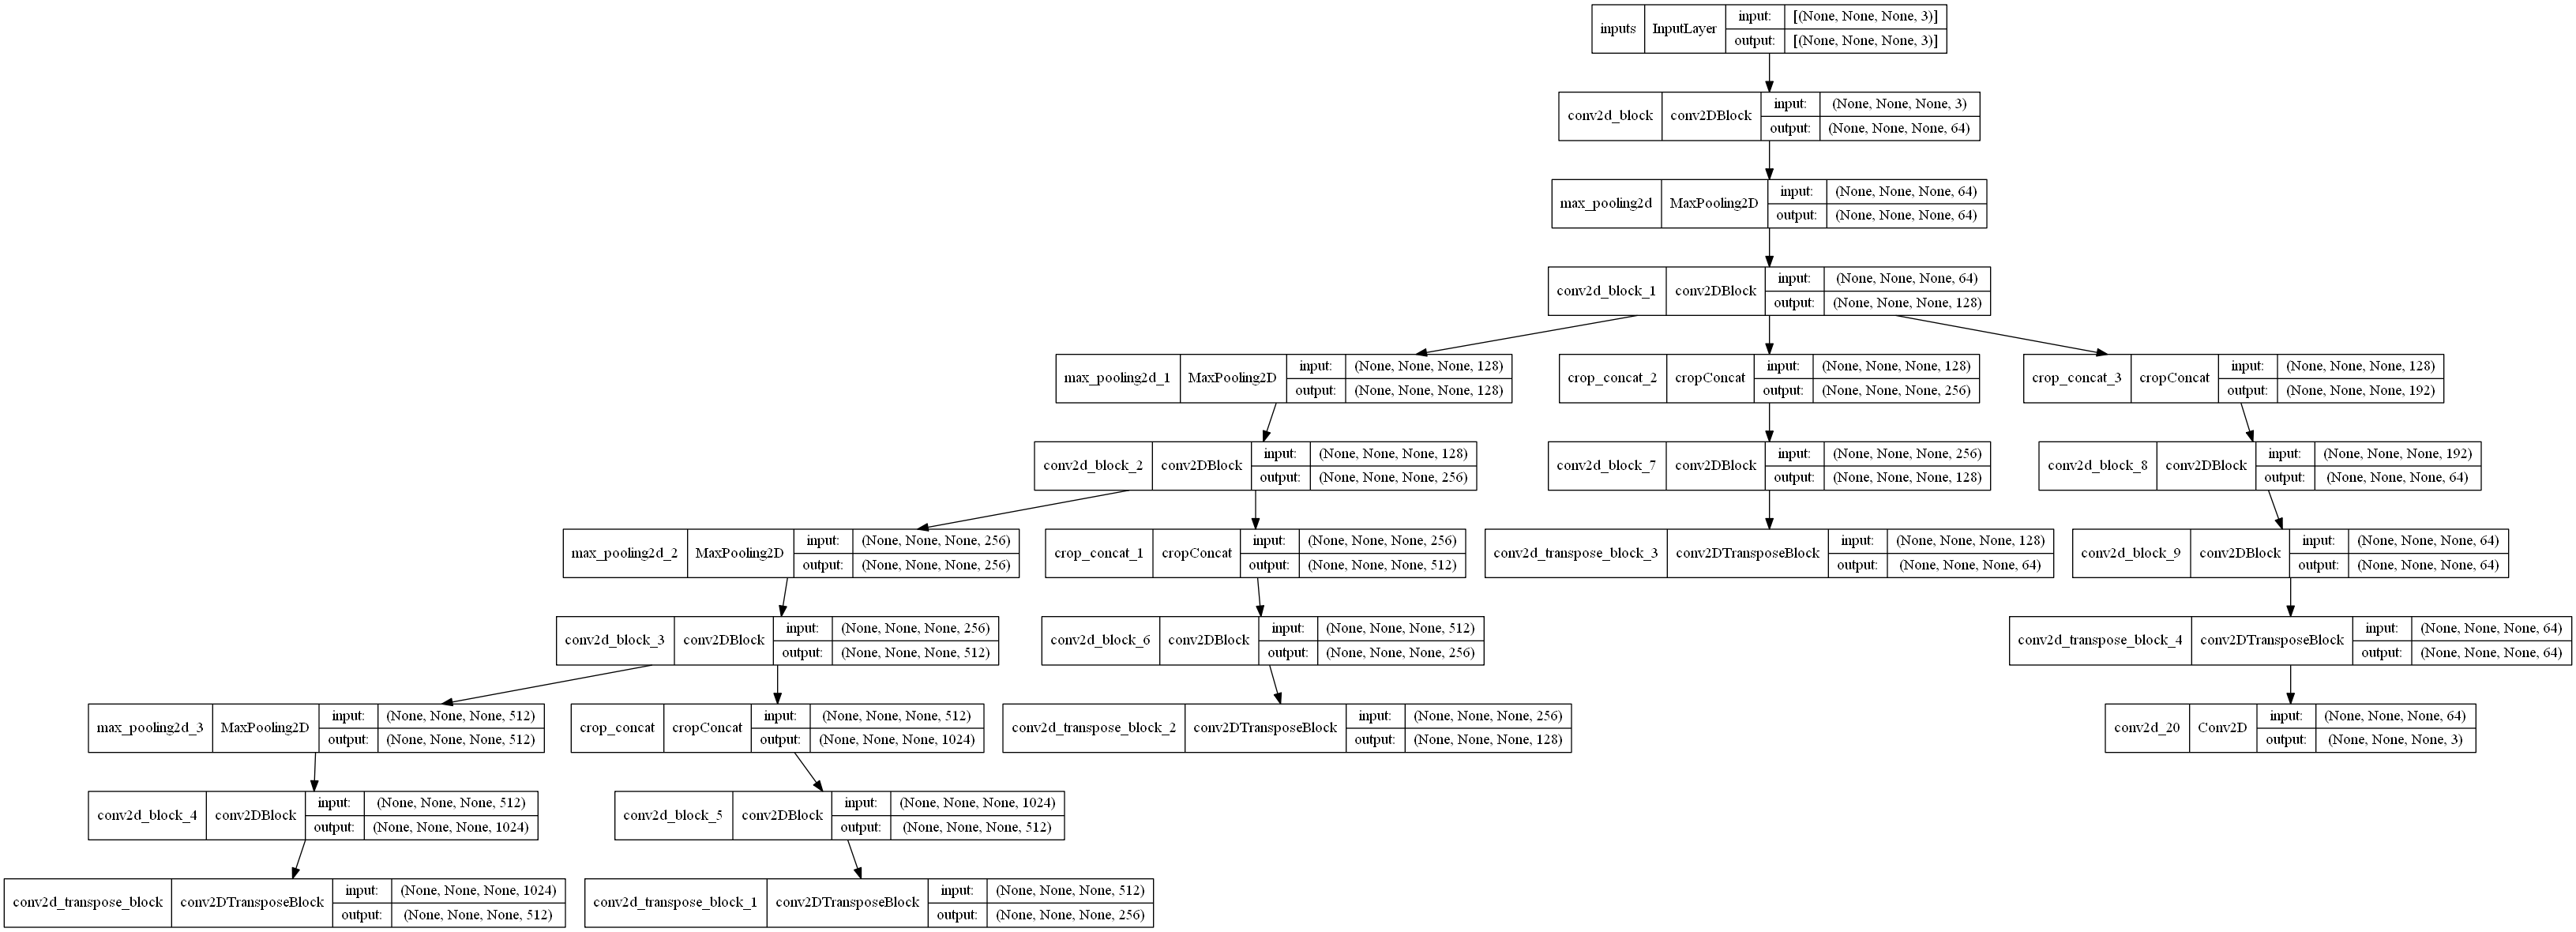 inputs InputLayer input: [(None, None, None, 3)]
output: [(None, None, None, 3)]
conv2d_block conv2DBlock input: (None, None, None, 3)
output: (None, None, None, 64)
max_pooling2d MaxPooling2D input: (None, None, None, 64)
output: (None, None, None, 64)
conv2d_block_1 conv2DBlock input: (None, None, None, 64)
output: (None, None, None, 128)
max_pooling2d_1 MaxPooling2D input: (None, None, None, 128)
output: (None, None, None, 128)
crop_concat_2 cropConcat input: (None, None, None, 128)
output: (None, None, None, 256)
crop_concat_3 cropConcat input: (None, None, None, 128)
output: (None, None, None, 192)
conv2d_block_2 conv2DBlock input: (None, None, None, 128)
output: (None, None, None, 256)
conv2d_block_7 conv2DBlock input: (None, None, None, 256)
output: (None, None, None, 128)
conv2d_block_8 conv2DBlock input: (None, None, None, 192)
output: (None, None, None, 64)
max_pooling2d_2 MaxPooling2D input: (None, None, None, 256)
output: (None, None, None, 256)
crop_concat_1 cropConcat input: (None, None, None, 256)
output: (None, None, None, 512)
conv2d_transpose_block_3 conv2DTransposeBlock input: (None, None, None, 128)
output: (None, None, None, 64)
conv2d_block_9 conv2DBlock input: (None, None, None, 64)
output: (None, None, None, 64)
conv2d_block_3 conv2DBlock input: (None, None, None, 256)
output: (None, None, None, 512)
conv2d_block_6 conv2DBlock input: (None, None, None, 512)
output: (None, None, None, 256)
conv2d_transpose_block_4 conv2DTransposeBlock input: (None, None, None, 64)
output: (None, None, None, 64)
max_pooling2d_3 MaxPooling2D input: (None, None, None, 512)
output: (None, None, None, 512)
crop_concat cropConcat input: (None, None, None, 512)
output: (None, None, None, 1024)
conv2d_transpose_block_2 conv2DTransposeBlock input: (None, None, None, 256)
output: (None, None, None, 128)
conv2d_20 Conv2D input: (None, None, None, 64)
output: (None, None, None, 3)
conv2d_block_4 conv2DBlock input: (None, None, None, 512)
output: (None, None, None, 1024)
conv2d_block_5 conv2DBlock input: (None, None, None, 1024)
output: (None, None, None, 512)
conv2d_transpose_block conv2DTransposeBlock input: (None, None, None, 1024)
output: (None, None, None, 512)
conv2d_transpose_block_1 conv2DTransposeBlock input: (None, None, None, 512)
output: (None, None, None, 256)